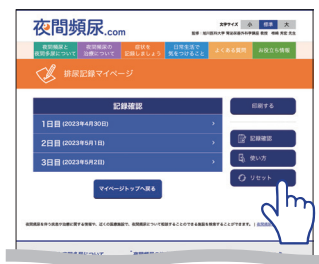 夜間頻尿.com
文字サイズ 小 標準 大
夜間頻尿と
夜間多尿について
夜間頻尿の
治療について
症状を
記録しましょう
日常生活で
気をつけること
よくある質問
お役立ち情報
排尿記録マイページ
記録確認
印刷する
1日目 (2023年4月30日)
2日目 (2023年5月1日)
3日目 (2023年5月2日)
記録確認
使い方
リセット
マイページトップへ戻る